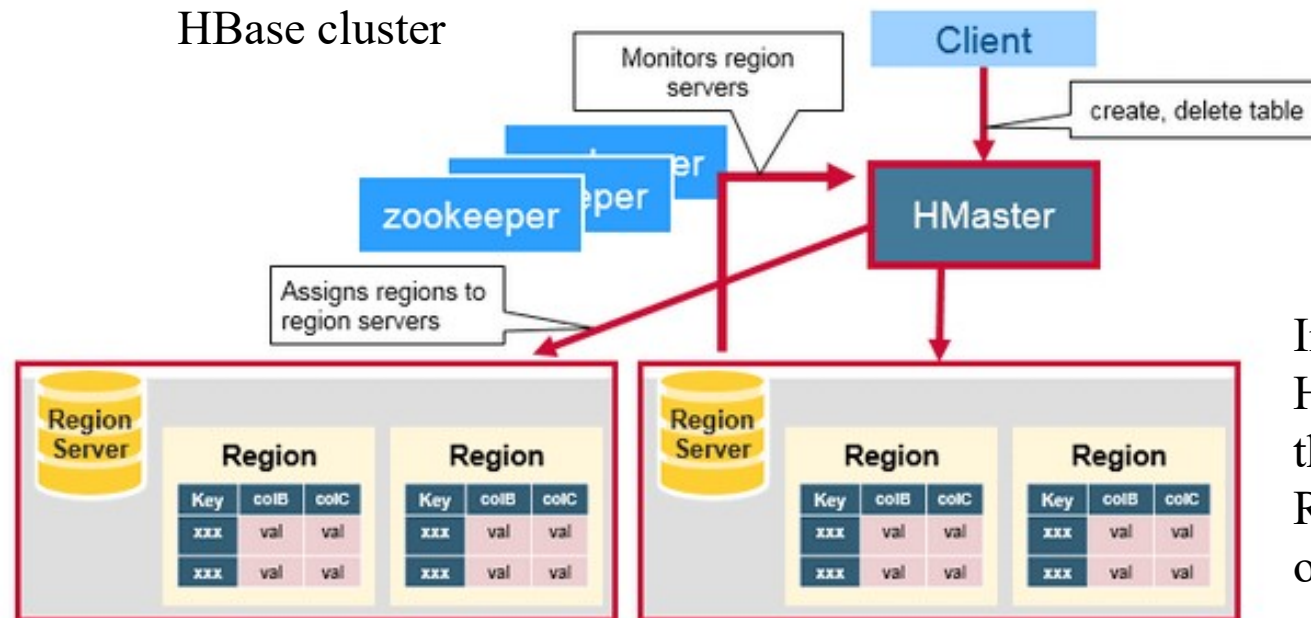 HBase cluster
Client
Monitors region
servers
create, delete table
er
eper
zookeeper
HMaster
Assigns regions to
region servers
Region
Server
Region
Key colB colC
xxx val val
xxx val val
Region
Key colB colC
xxx val val
xxx val val
Region
Server
Region
Key colB colC
xxx val val
xxx val val
Region
Key colB colC
xxx val val
xxx val val